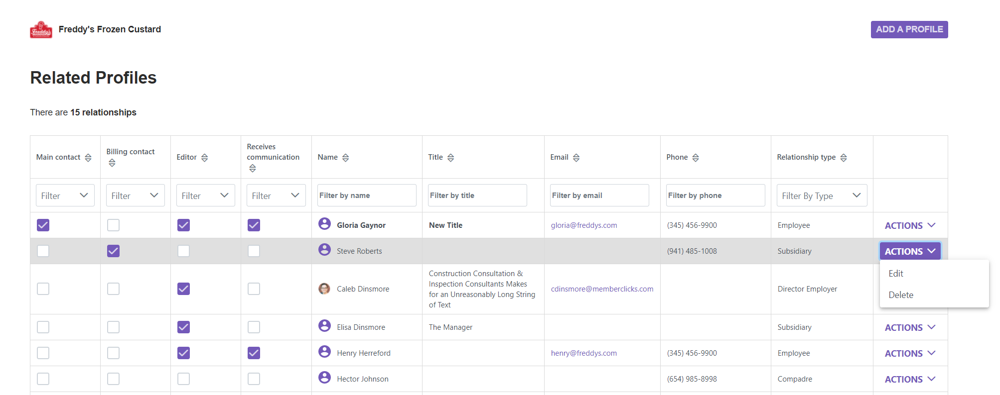 Freddy's
Freddy's Frozen Custard
ADD A PROFILE
Related Profiles
There are 15 relationships
Main contact
Billing contact
Editor
Receives
communication
Name
Title
Email
Phone
Relationship type
Filter
Filter
Filter
Filter
Filter by name
Filter by title
Filter by email
Filter by phone
Filter By Type
Gloria Gaynor
New Title
gloria@freddys.com
(345) 456-9900
Employee
ACTIONS
Steve Roberts
(941) 485-1008
Subsidiary
ACTIONS
Edit
Delete
Caleb Dinsmore
Construction Consultation &
Inspection Consultants Makes
for an Unreasonably Long String
of Text
cdinsmore@memberclicks.com
Director Employer
Elisa Dinsmore
The Manager
Subsidiary
ACTIONS
Henry Herreford
henry@freddys.com
(345) 456-9900
Employee
ACTIONS
Hector Johnson
(654) 985-8998
Compadre
ACTIONS